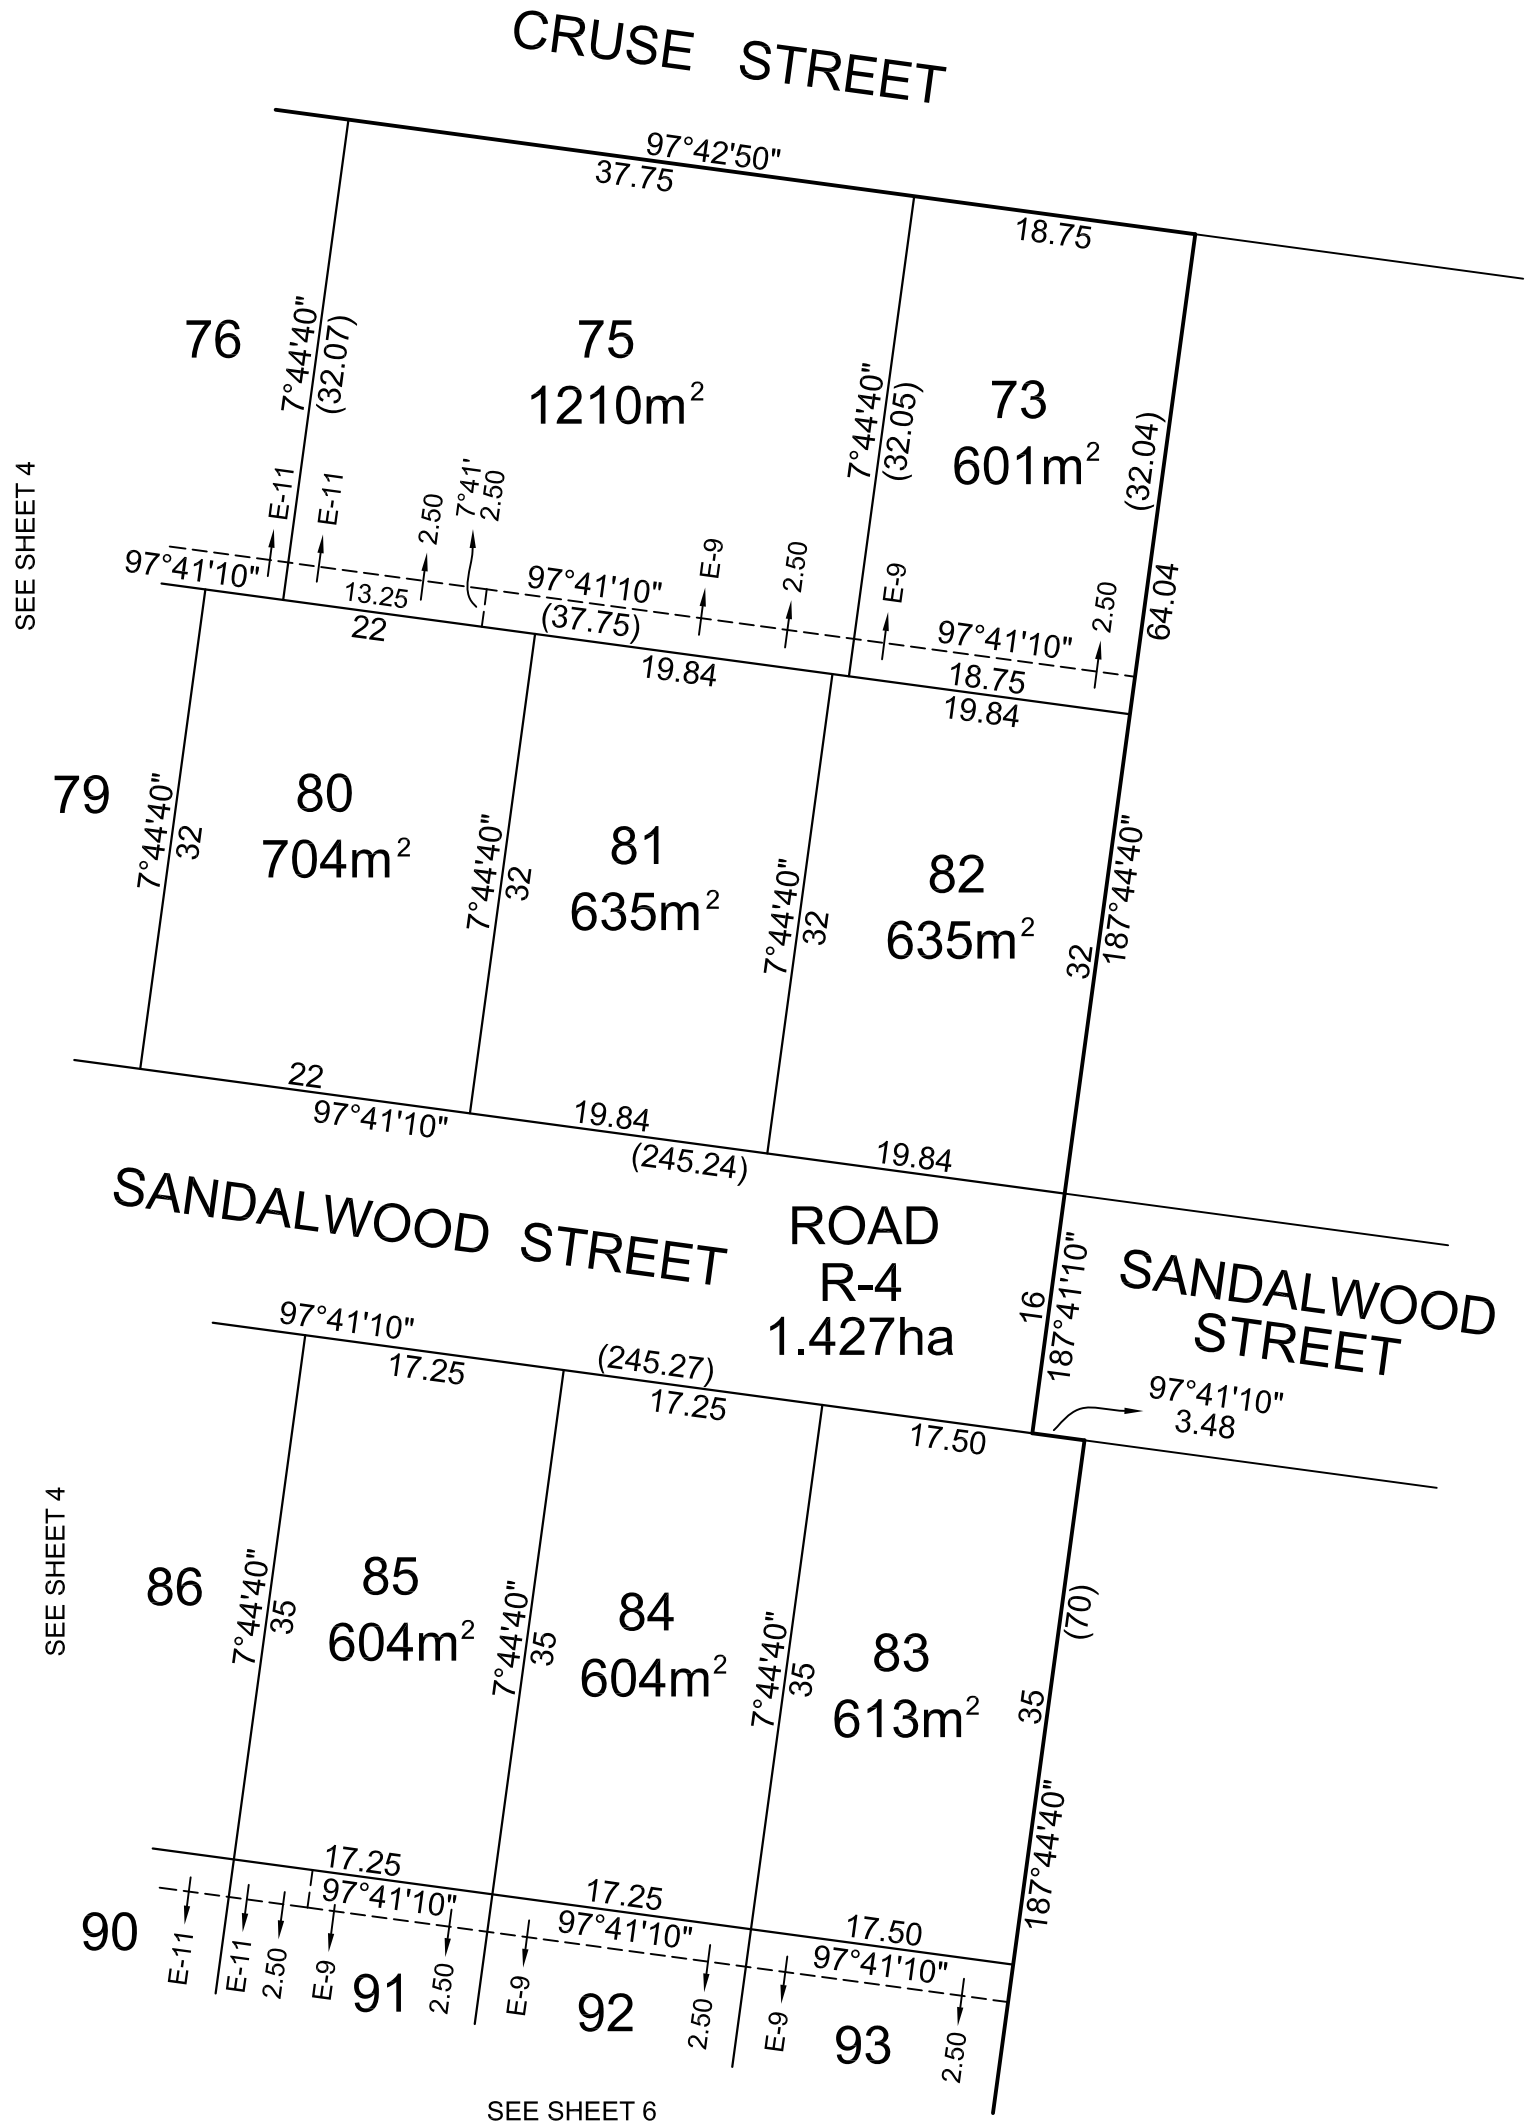 CRUSE STREET
97°42'50"
37.75
18.75
76
7°44'40"
(32.07)
75
1210m²
7°44'40"
(32.05)
73
601m²
(32.04)
64.04
SEE SHEET 4
E-11
E-11
2.50
7°41'
2.50
E-9
2.50
E-9
2.50
97°41'10"
13.25
97°41'10"
(37.75)
97°41'10"
18.75
22
19.84
19.84
79
7°44'40"
32
80
704m²
7°44'40"
32
81
635m²
7°44'40"
32
82
635m²
32
187°44'40"
22
97°41'10"
19.84
(245.24)
19.84
SANDALWOOD STREET
ROAD
R-4
1.427ha
16
187°41'10"
SANDALWOOD
STREET
97°41'10"
3.48
97°41'10"
17.25
(245.27)
17.25
17.50
SEE SHEET 4
86
7°44'40"
35
85
604m²
7°44'40"
35
84
604m²
7°44'40"
35
83
613m²
35
(70)
187°44'40"
17.25
97°41'10"
17.25
97°41'10"
17.50
97°41'10"
90
E-11
E-11
2.50
E-9
91
2.50
E-9
92
2.50
E-9
93
2.50
SEE SHEET 6